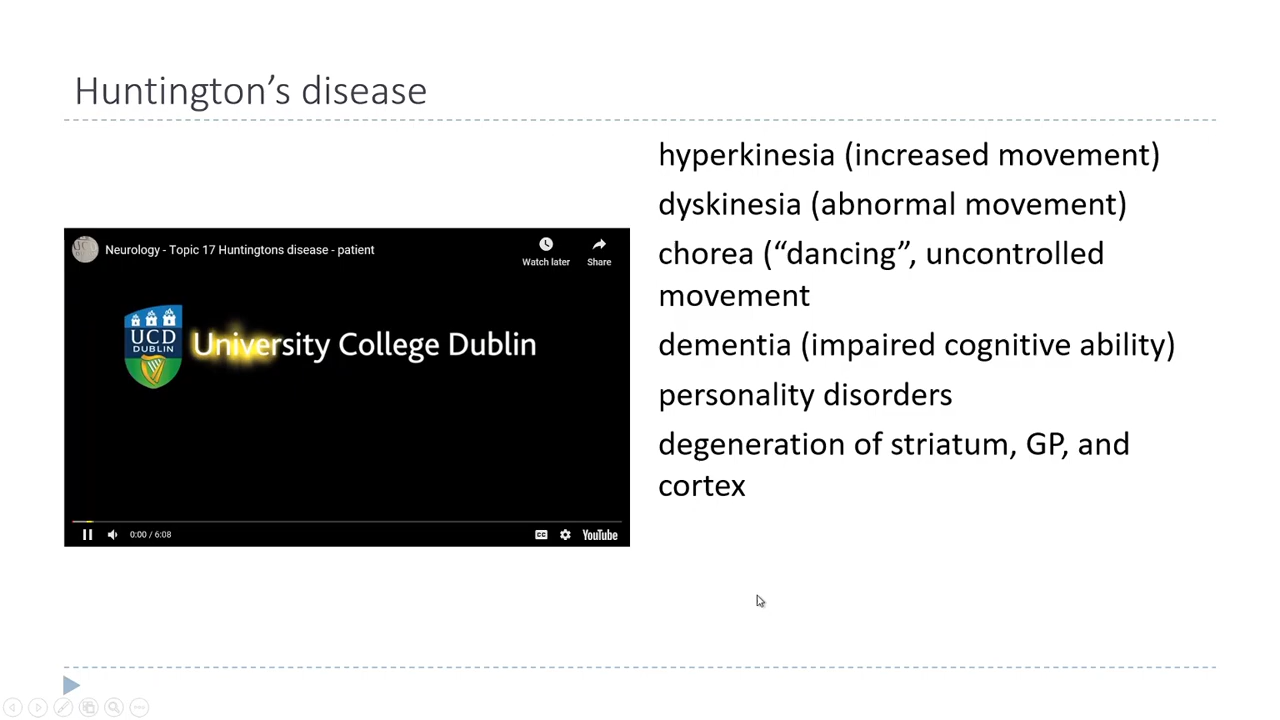 Huntington’s disease
Neurology - Topic 17 Huntingtons disease - patient
Watch later
Share
UCD
DUBLIN
University College Dublin
0:00 / 6:08
CC
YouTube
hyperkinesia (increased movement)
dyskinesia (abnormal movement)
chorea (“dancing”, uncontrolled
movement
dementia (impaired cognitive ability)
personality disorders
degeneration of striatum, GP, and
cortex